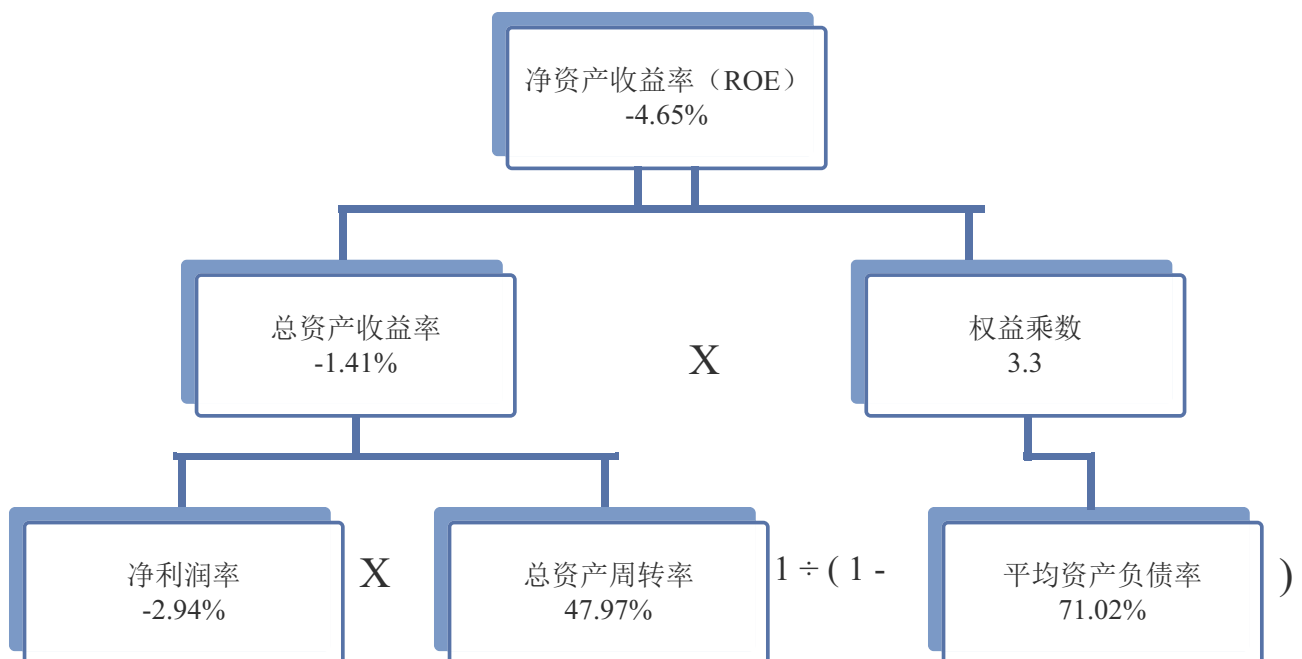 净资产收益率（ROE）
-4.65%
总资产收益率
-1.41%
X
权益乘数
3.3
净利润率
-2.94%
X
总资产周转率
47.97%
1 ÷ ( 1 -
平均资产负债率
71.02%
)